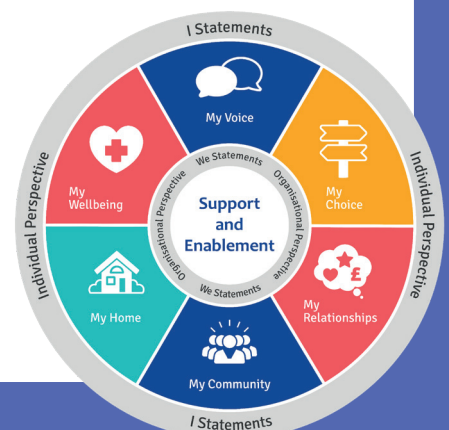 I Statements
My Voice
My
Choice
My
Relationships
My Community
My Home
My
Wellbeing
Individual Perspective
Individual Perspective
I Statements
We Statements
Organisational Perspective
We Statements
Organisational Perspective
Support
and
Enablement
£